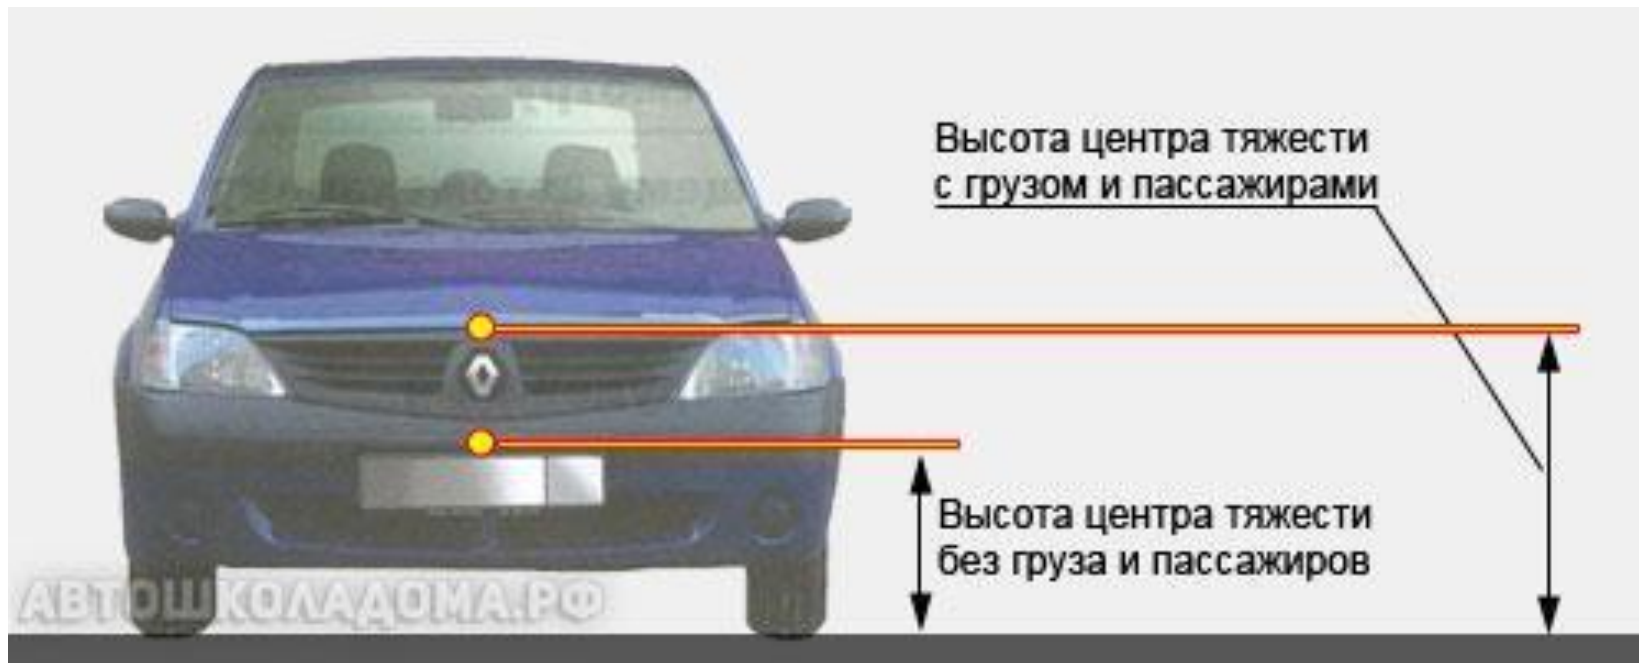 Высота центра тяжести
с грузом и пассажирами
Высота центра тяжести
без груза и пассажиров
АВТОШКОЛАДОМА.РФ